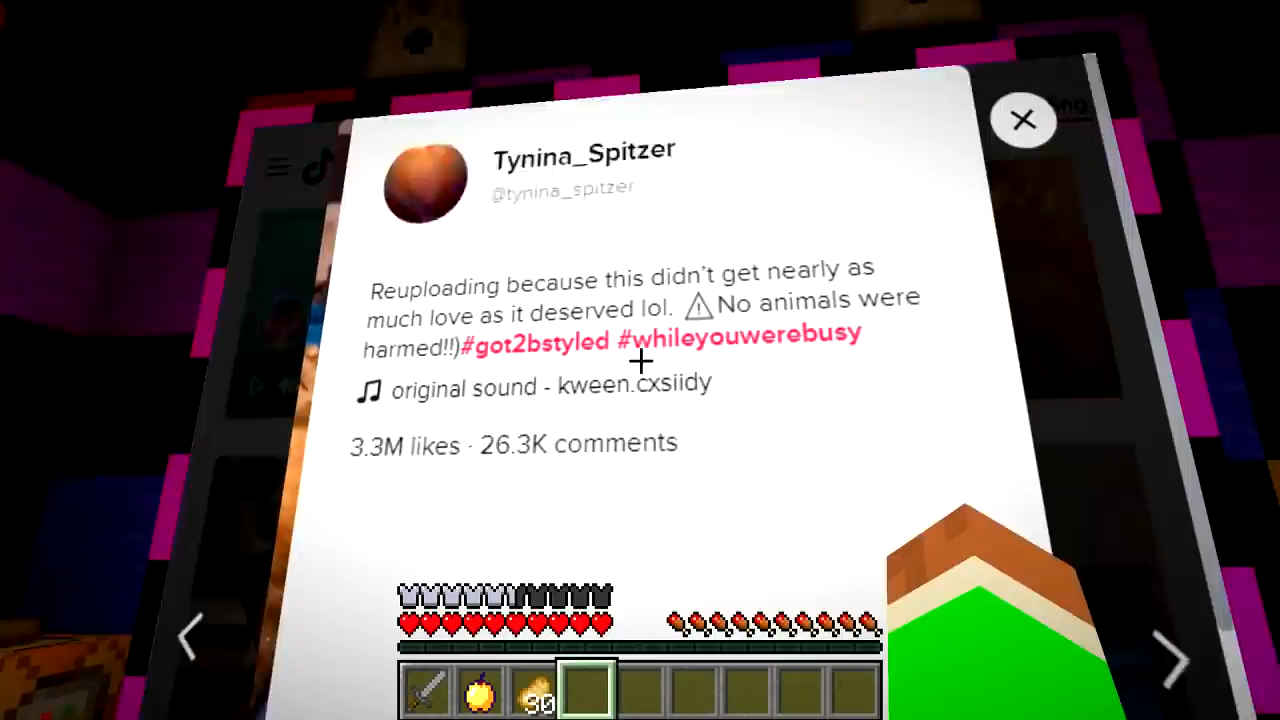 ing
Tynina_Spitzer
@tynina_spitzer
Reuploading because this didn't get nearly as
much love as it deserved lol. ⚠No animals were
harmed!!)#got2bstyled #whileyouwerebusy
original sound - kween.cxsiidy
3.3M likes · 26.3K comments
30